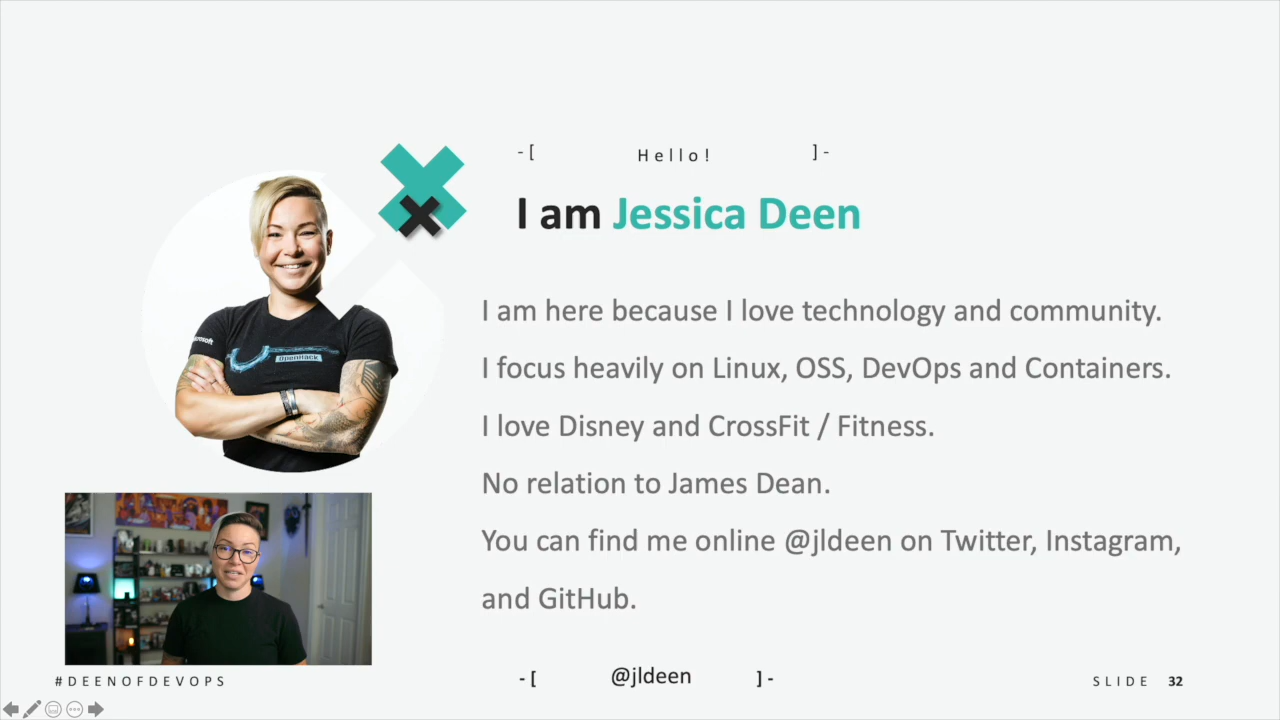 -[ Hello! ]-
I am Jessica Deen
I am here because I love technology and community.
I focus heavily on Linux, OSS, DevOps and Containers.
I love Disney and CrossFit / Fitness.
No relation to James Dean.
You can find me online @jldeen on Twitter, Instagram,
and GitHub.
OpenHack
#DEENOFDEVOPS
-[ @jldeen ]-
SLIDE 32